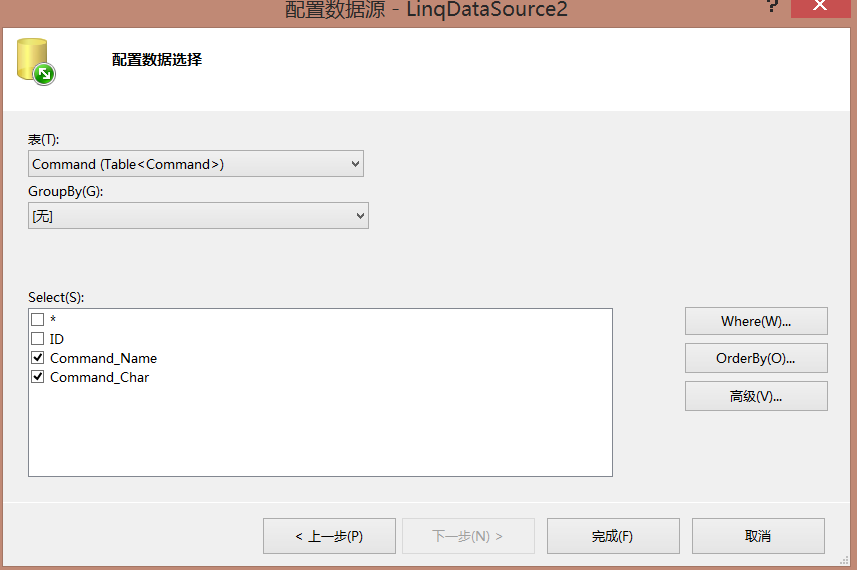 配置数据源 - LinqDataSource2
?
配置数据选择
表(T):
Command (Table<Command>)
GroupBy(G):
[无]
Select(S):
*
ID
Command_Name
Command_Char
Where(W)...
OrderBy(O)...
高级(V)...
< 上一步(P)
下一步(N) >
完成(F)
取消